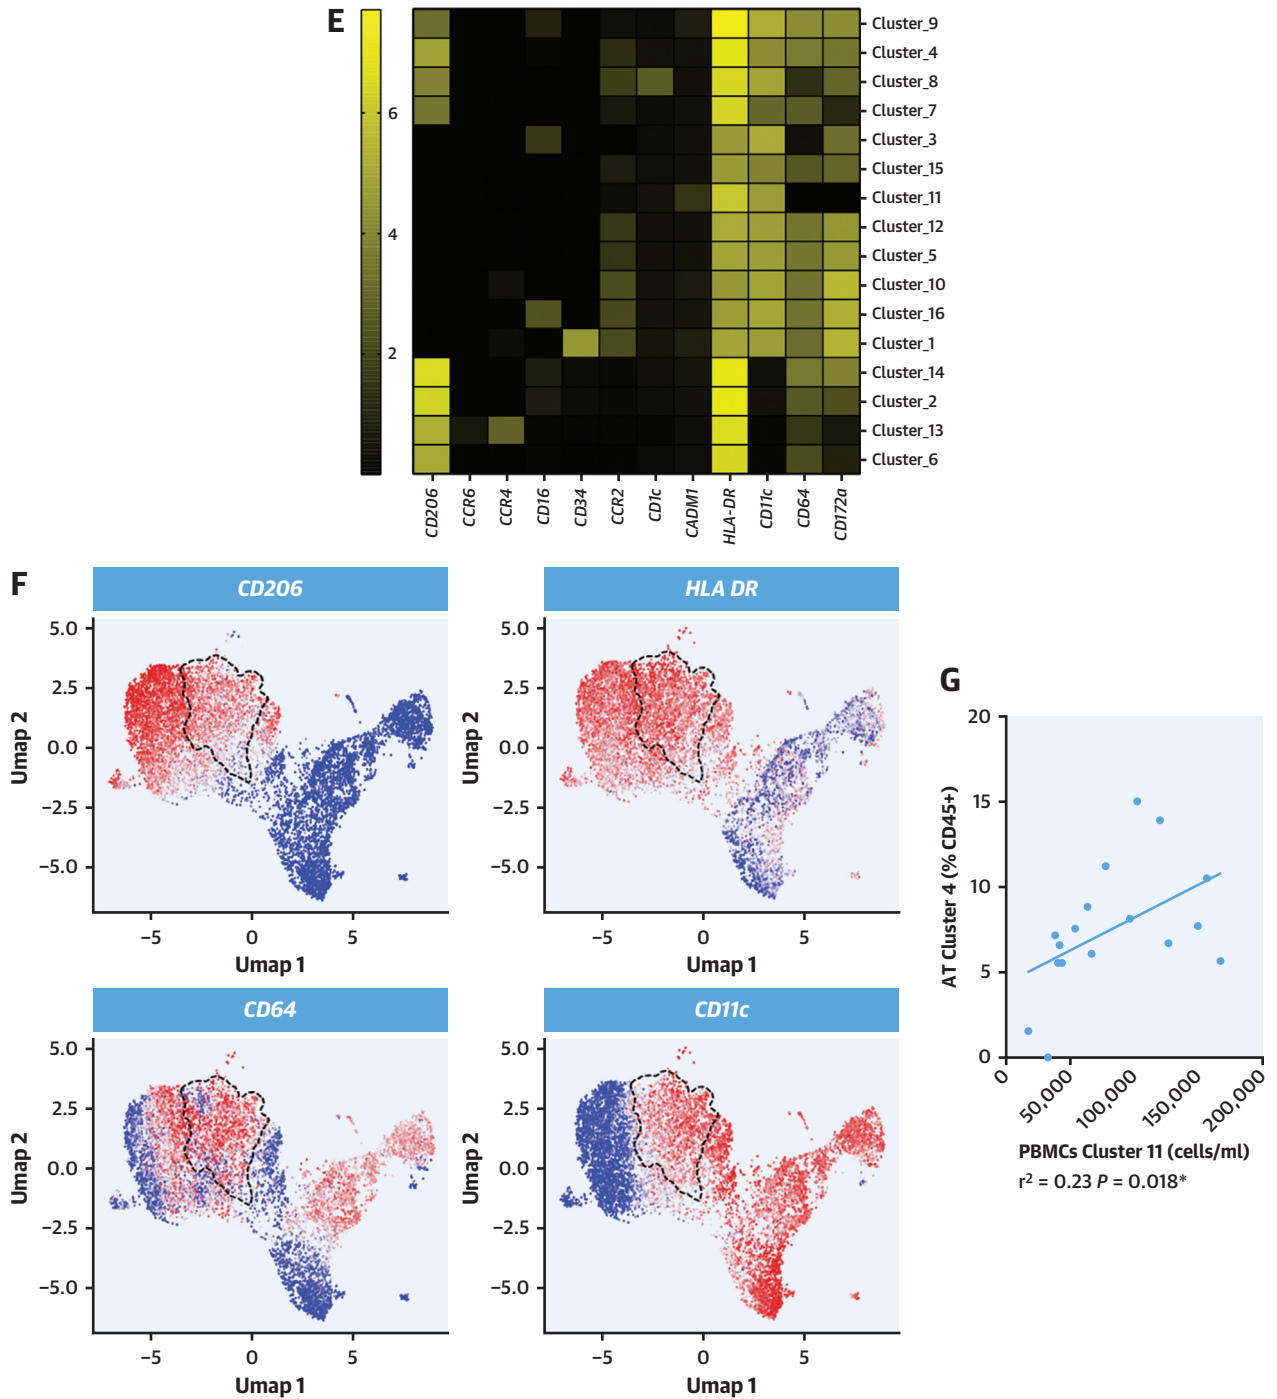 E
6
4
2
Cluster_9
Cluster_4
Cluster_8
Cluster_7
Cluster_3
Cluster_15
Cluster_11
Cluster_12
Cluster_5
Cluster_10
Cluster_16
Cluster_1
Cluster_14
Cluster_2
Cluster_13
Cluster_6
CD206
CCR6
CCR4
CD16
CD34
CCR2
CD1c
CADM1
HLA-DR
CD11c
CD64
CD172a
F
CD206
5.0
2.5
0.0
−2.5
−5.0
Umap 2
−5 0 5
Umap 1
HLA DR
5.0
2.5
0.0
−2.5
−5.0
Umap 2
−5 0 5
Umap 1
CD64
5.0
2.5
0.0
−2.5
−5.0
Umap 2
−5 0 5
Umap 1
CD11c
5.0
2.5
0.0
−2.5
−5.0
Umap 2
−5 0 5
Umap 1
G
20
15
10
5
0
AT Cluster 4 (% CD45+)
0 50,000 100,000 150,000 200,000
PBMCs Cluster 11 (cells/ml)
r² = 0.23 P = 0.018*